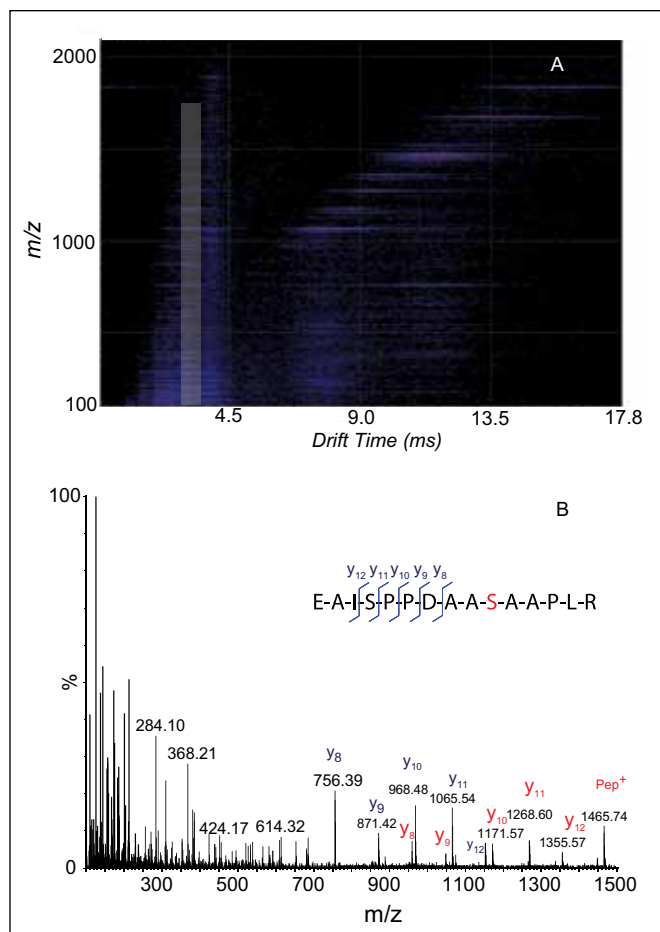 A
2000
1000
100
m/z
4.5 9.0 13.5 17.8
Drift Time (ms)
B
100
%
0
y12 y11 y10 y9 y8
E-A-I-S-P-P-D-A-A-S-A-A-P-L-R
284.10
368.21
424.17
614.32
y8
756.39
y9
871.42
y8
y10
968.48
y9
y11
1065.54
y12
y10
1171.57
y11
1268.60
y12
1355.57
Pep+
1465.74
300 500 700 900 1100 1300 1500
m/z